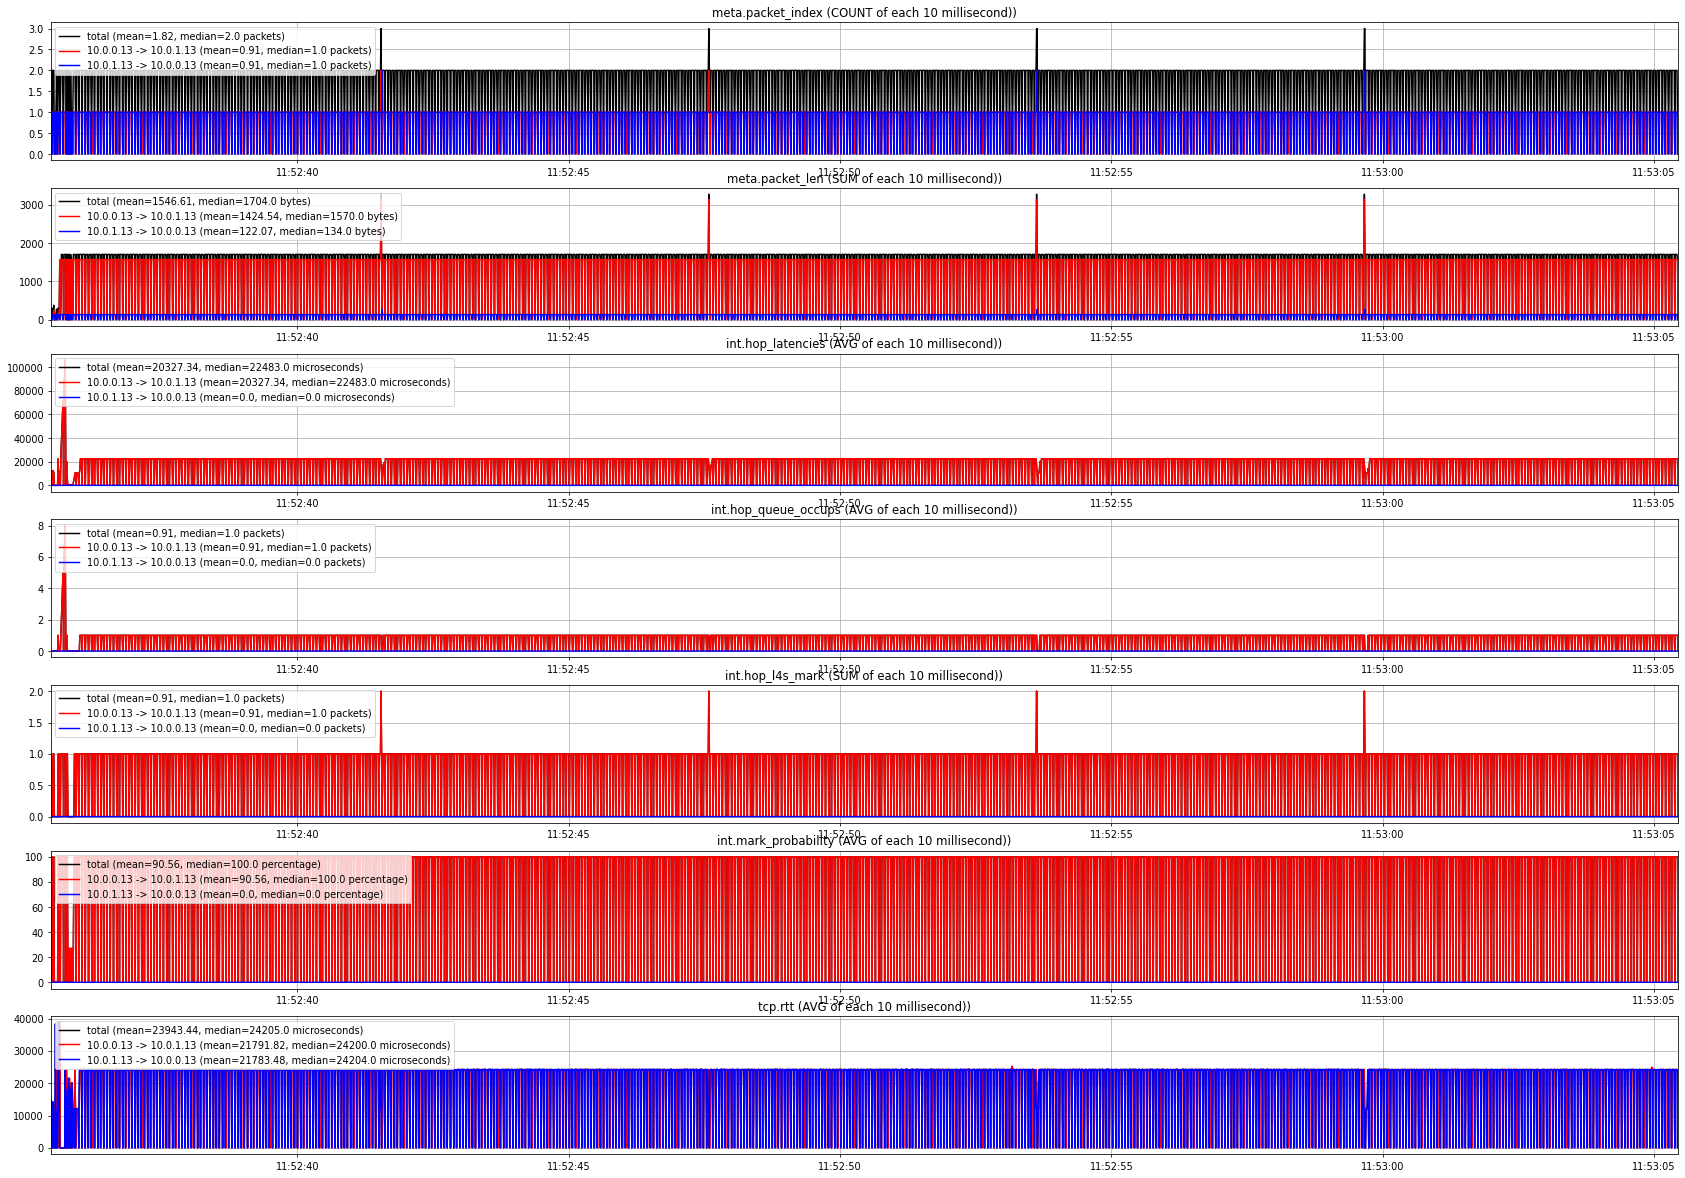 meta.packet_index (COUNT of each 10 millisecond))
3.0
2.5
2.0
1.5
1.0
0.5
0.0
total (mean=1.82, median=2.0 packets)
10.0.0.13 -> 10.0.1.13 (mean=0.91, median=1.0 packets)
10.0.1.13 -> 10.0.0.13 (mean=0.91, median=1.0 packets)
11:52:40 11:52:45 11:52:50 11:52:55 11:53:00 11:53:05
meta.packet_len (SUM of each 10 millisecond))
3000
2000
1000
0
total (mean=1546.61, median=1704.0 bytes)
10.0.0.13 -> 10.0.1.13 (mean=1424.54, median=1570.0 bytes)
10.0.1.13 -> 10.0.0.13 (mean=122.07, median=134.0 bytes)
11:52:40 11:52:45 11:52:50 11:52:55 11:53:00 11:53:05
int.hop_latencies (AVG of each 10 millisecond))
100000
80000
60000
40000
20000
0
total (mean=20327.34, median=22483.0 microseconds)
10.0.0.13 -> 10.0.1.13 (mean=20327.34, median=22483.0 microseconds)
10.0.1.13 -> 10.0.0.13 (mean=0.0, median=0.0 microseconds)
11:52:40 11:52:45 11:52:50 11:52:55 11:53:00 11:53:05
int.hop_queue_occups (AVG of each 10 millisecond))
8
6
4
2
0
total (mean=0.91, median=1.0 packets)
10.0.0.13 -> 10.0.1.13 (mean=0.91, median=1.0 packets)
10.0.1.13 -> 10.0.0.13 (mean=0.0, median=0.0 packets)
11:52:40 11:52:45 11:52:50 11:52:55 11:53:00 11:53:05
int.hop_l4s_mark (SUM of each 10 millisecond))
2.0
1.5
1.0
0.5
0.0
total (mean=0.91, median=1.0 packets)
10.0.0.13 -> 10.0.1.13 (mean=0.91, median=1.0 packets)
10.0.1.13 -> 10.0.0.13 (mean=0.0, median=0.0 packets)
11:52:40 11:52:45 11:52:50 11:52:55 11:53:00 11:53:05
int.mark_probability (AVG of each 10 millisecond))
100
80
60
40
20
0
total (mean=90.56, median=100.0 percentage)
10.0.0.13 -> 10.0.1.13 (mean=90.56, median=100.0 percentage)
10.0.1.13 -> 10.0.0.13 (mean=0.0, median=0.0 percentage)
11:52:40 11:52:45 11:52:50 11:52:55 11:53:00 11:53:05
tcp.rtt (AVG of each 10 millisecond))
40000
30000
20000
10000
0
total (mean=23943.44, median=24205.0 microseconds)
10.0.0.13 -> 10.0.1.13 (mean=21791.82, median=24200.0 microseconds)
10.0.1.13 -> 10.0.0.13 (mean=21783.48, median=24204.0 microseconds)
11:52:40 11:52:45 11:52:50 11:52:55 11:53:00 11:53:05